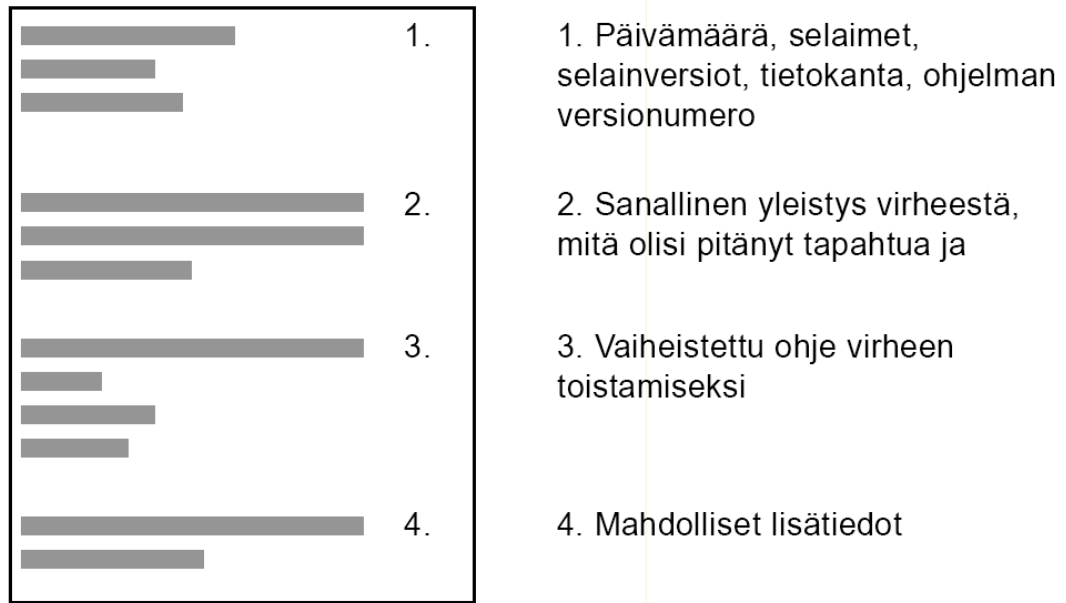 1.
2.
3.
4.
1. Päivämäärä, selaimet,
selainversiot, tietokanta, ohjelman
versionumero
2. Sanallinen yleistys virheestä,
mitä olisi pitänyt tapahtua ja
3. Vaiheistettu ohje virheen
toistamiseksi
4. Mahdolliset lisätiedot